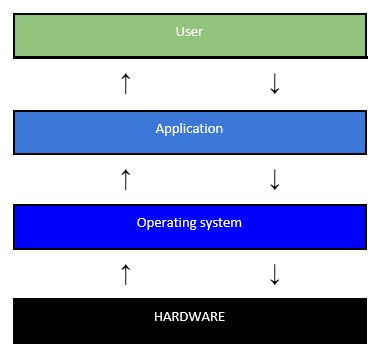 User
↑ ↓
Application
↑ ↓
Operating system
↑ ↓
HARDWARE